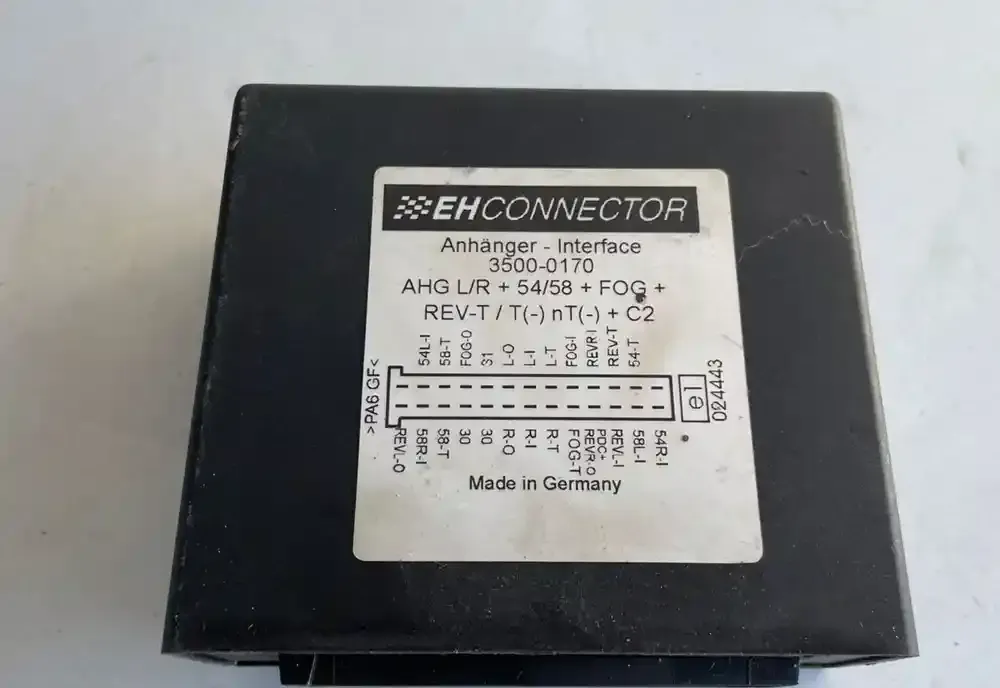 EHCONNECTOR
Anhänger - Interface
3500-0170
AHG L/R + 54/58 + FOG +
REV-T / T(-) nT(-) + C2
54L-I
58-T
FOG-O
31
L-O
L-I
L-T
FOG-I
REVR-I
REV-T
54-T
>PA6 GF<
e1
024443
REVL-O
58R-I
58-T
30
30
R-O
R-I
R-T
FOG-T
REVR-O
PDC+
REVL-I
58L-I
54R-I
Made in Germany